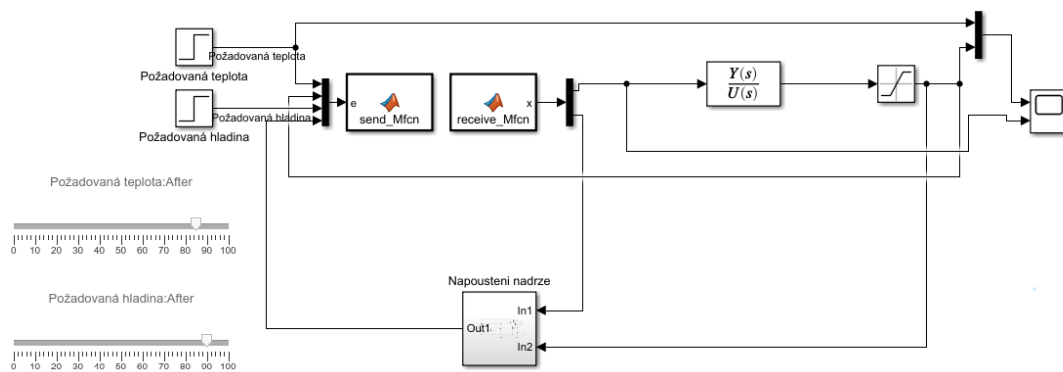 Požadovaná teplota
Požadovaná teplota
Požadovaná hladina
Požadovaná hladina
e
send_Mfcn
receive_Mfcn
x
Y(s)
U(s)
Požadovaná teplota:After
0 10 20 30 40 50 60 70 80 90 100
Požadovaná hladina:After
0 10 20 30 40 50 60 70 80 90 100
Napousteni nadrze
Out1
In1
In2